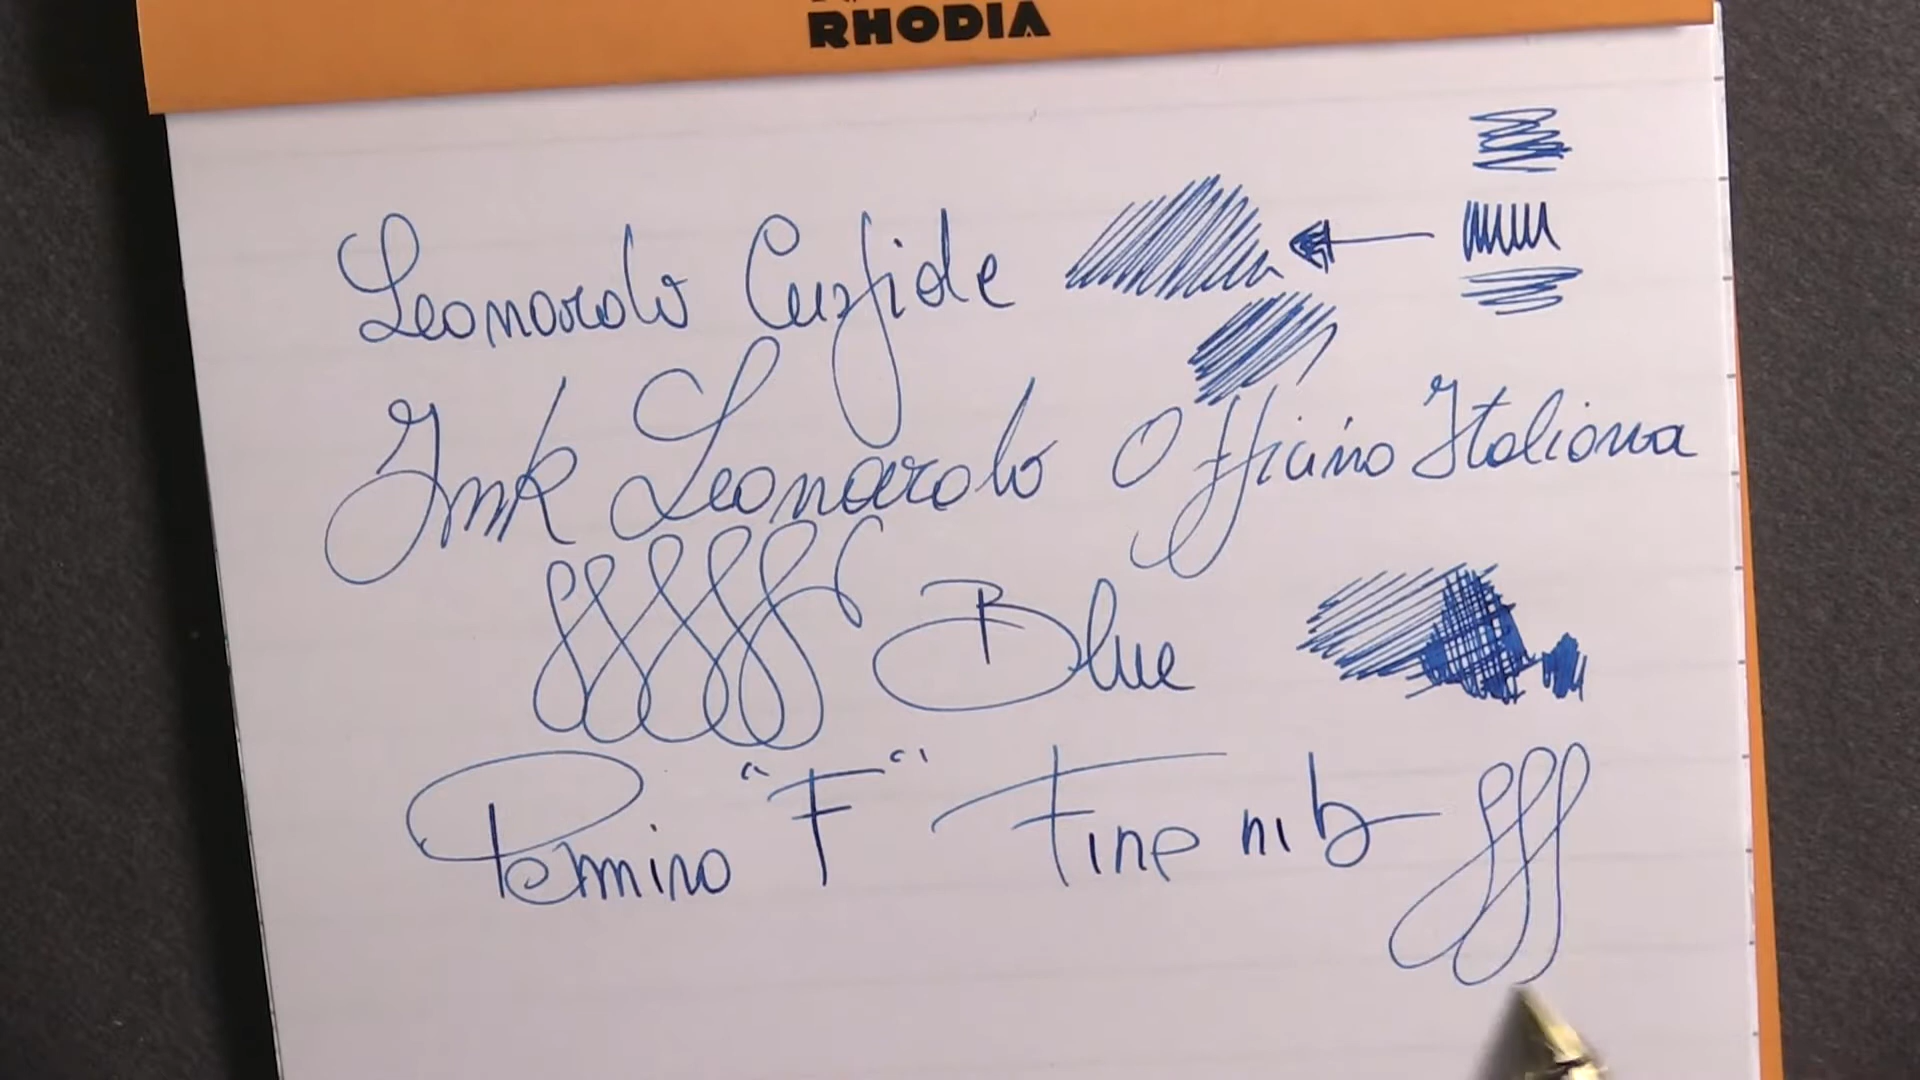 RHODIA
Leonardo Cuspide
Ink Leonardo Officina Italiana
Blue
Pennino "F" Fine nib